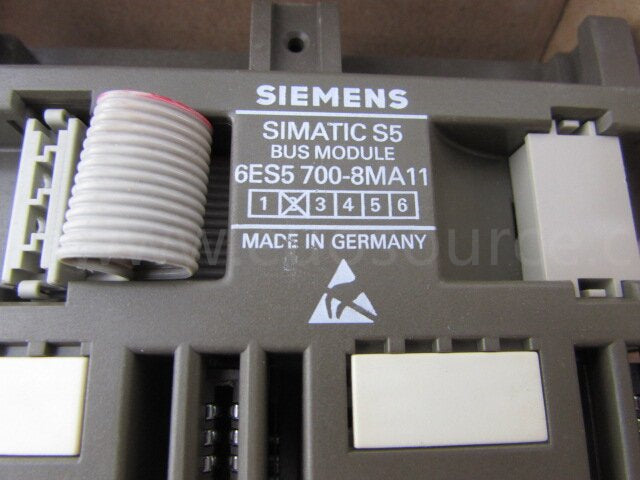 SIEMENS
SIMATIC S5
BUS MODULE
6ES5 700-8MA11
1 2 3 4 5 6
MADE IN GERMANY